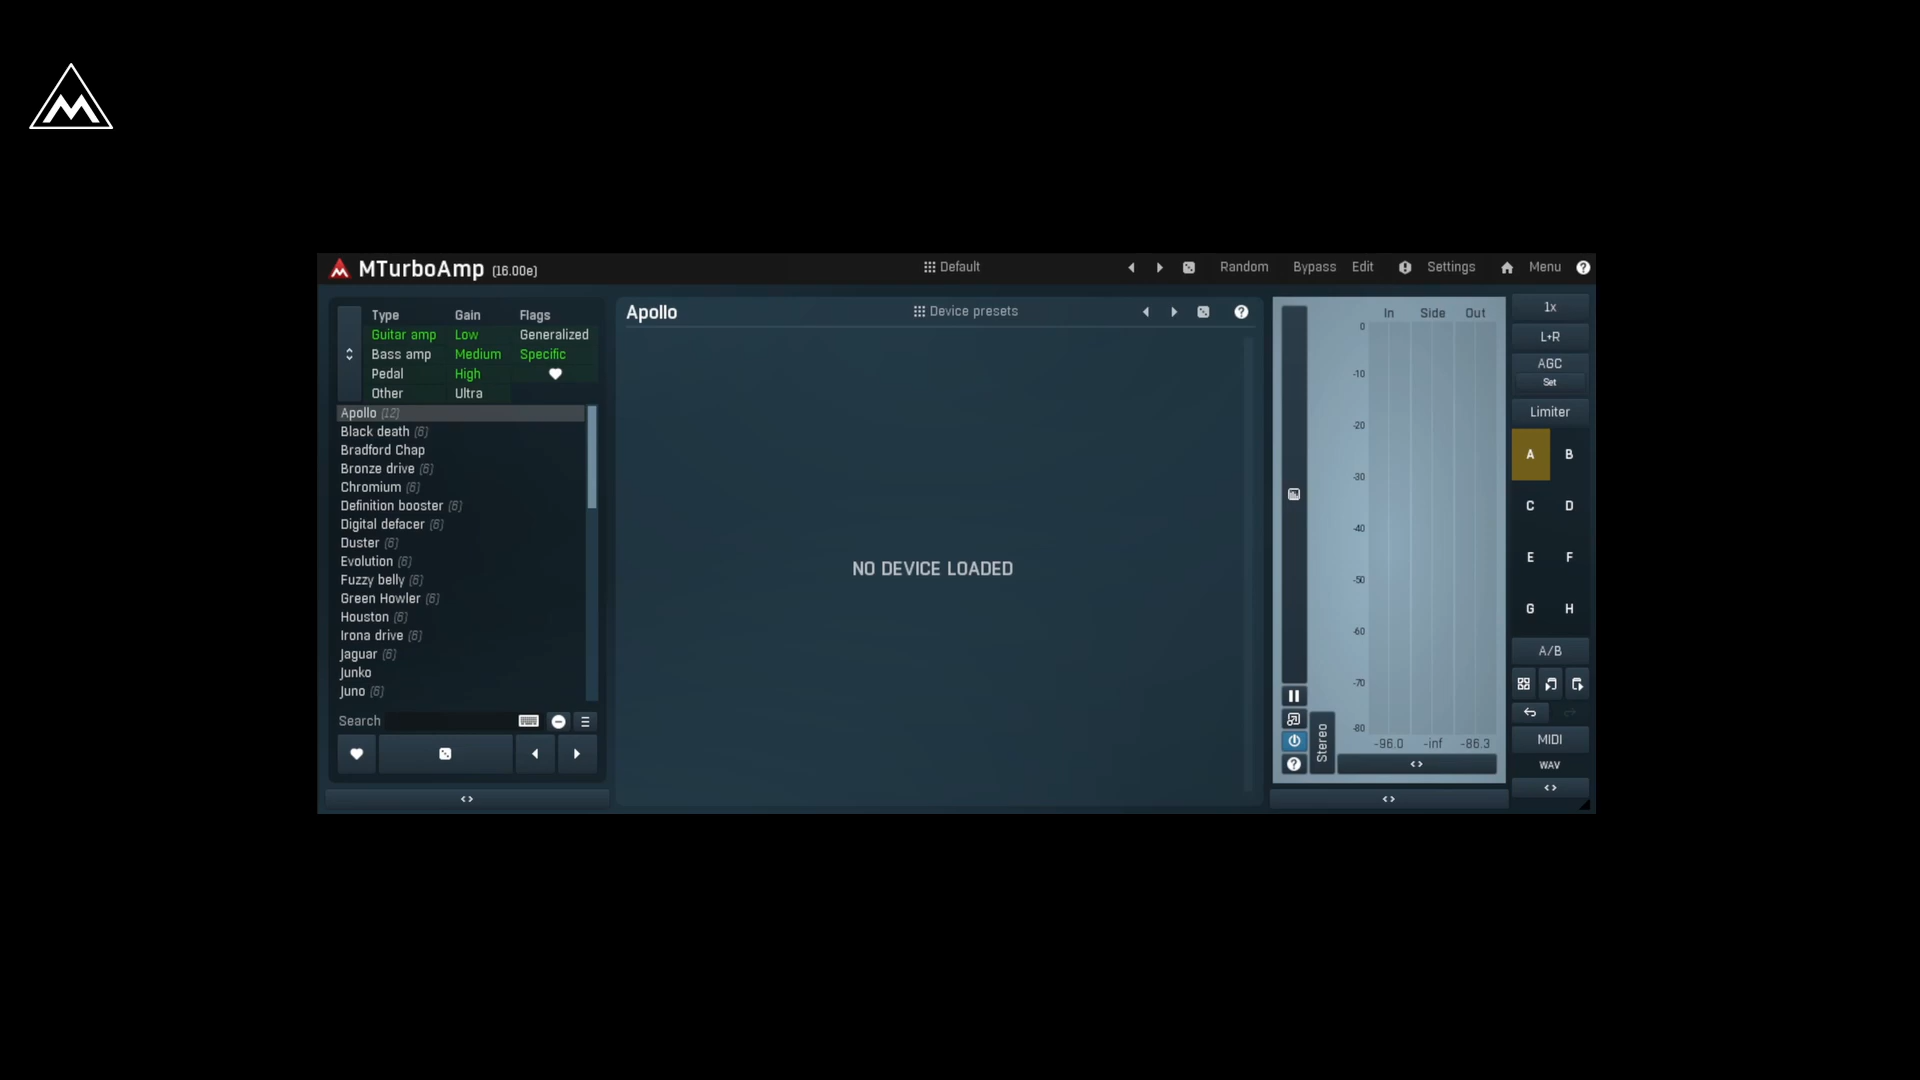 MTurboAmp (16.00e)
Default
Random
Bypass
Edit
Settings
Menu
Type Gain Flags
Guitar amp Low Generalized
Bass amp Medium Specific
Pedal High
Other Ultra
Apollo (12)
Black death (6)
Bradford Chap
Bronze drive (6)
Chromium (6)
Definition booster (6)
Digital defacer (6)
Duster (6)
Evolution (6)
Fuzzy belly (6)
Green Howler (6)
Houston (6)
Irona drive (6)
Jaguar (6)
Junko
Juno (6)
Search
Apollo
Device presets
NO DEVICE LOADED
In Side Out
0
-10
-20
-30
-40
-50
-60
-70
-80
-96.0 -inf -86.3
Stereo
1x
L+R
AGC
Set
Limiter
A B
C D
E F
G H
A/B
MIDI
WAV